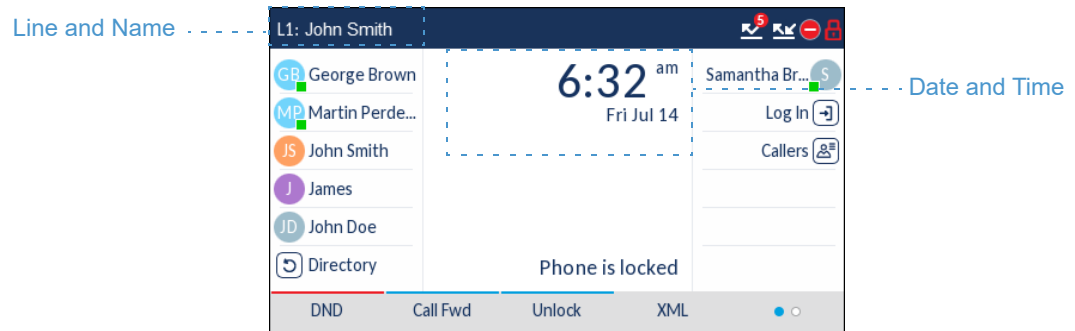 Line and Name
L1: John Smith
5
GB George Brown
MP Martin Perde...
JS John Smith
J James
JD John Doe
Directory
6:32 am
Fri Jul 14
Phone is locked
Samantha Br... S
Log In
Callers
Date and Time
DND Call Fwd Unlock XML